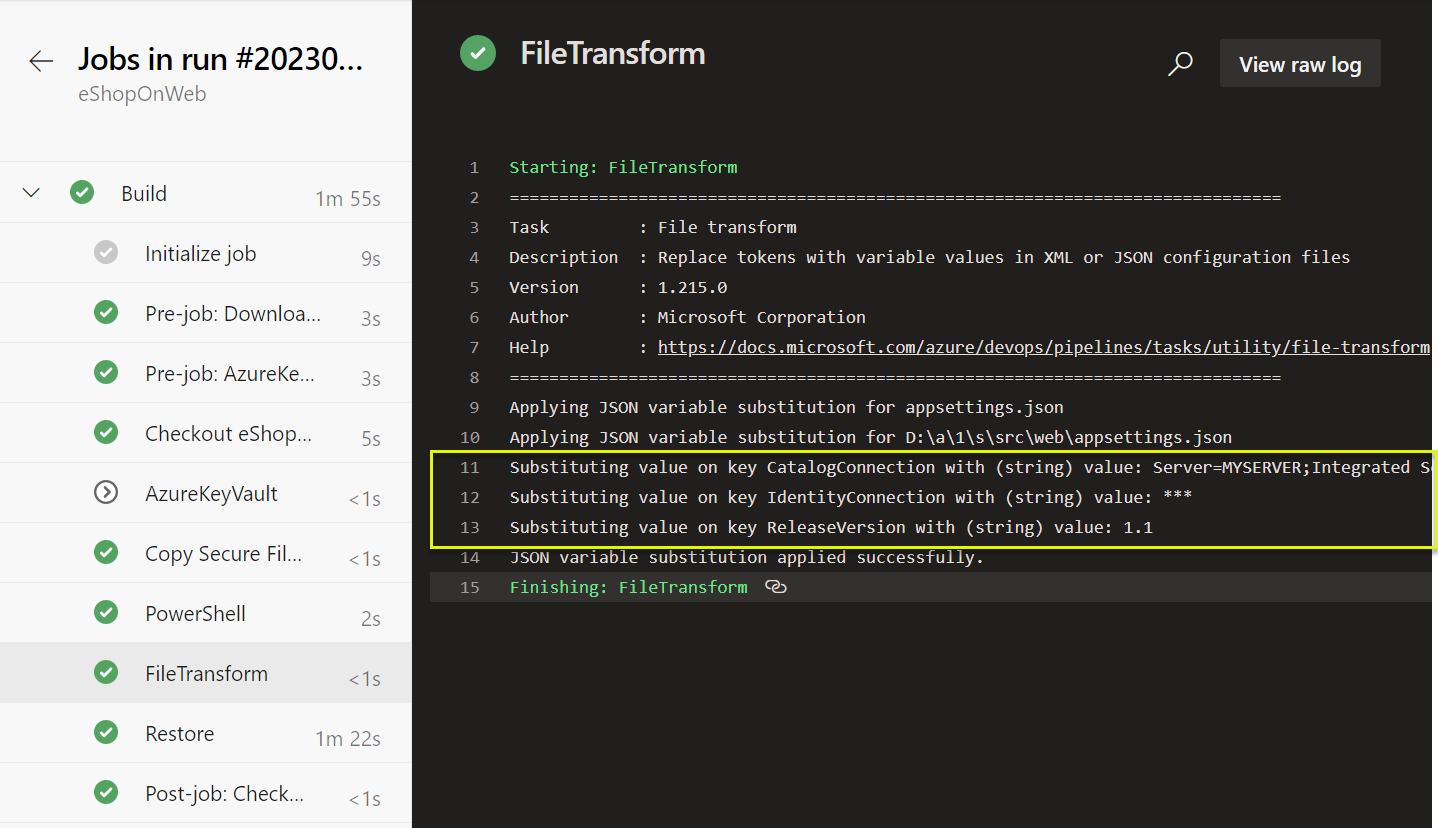 Jobs in run #20230...
eShopOnWeb
Build 1m 55s
Initialize job 9s
Pre-job: Downloa... 3s
Pre-job: AzureKe... 3s
Checkout eShop... 5s
AzureKeyVault <1s
Copy Secure Fil... <1s
PowerShell 2s
FileTransform <1s
Restore 1m 22s
Post-job: Check... <1s
FileTransform
View raw log
1 Starting: FileTransform
2 ==============================================================================
3 Task : File transform
4 Description : Replace tokens with variable values in XML or JSON configuration files
5 Version : 1.215.0
6 Author : Microsoft Corporation
7 Help : https://docs.microsoft.com/azure/devops/pipelines/tasks/utility/file-transform
8 ==============================================================================
9 Applying JSON variable substitution for appsettings.json
10 Applying JSON variable substitution for D:\a\1\s\src\web\appsettings.json
11 Substituting value on key CatalogConnection with (string) value: Server=MYSERVER;Integrated S
12 Substituting value on key IdentityConnection with (string) value: ***
13 Substituting value on key ReleaseVersion with (string) value: 1.1
14 JSON variable substitution applied successfully.
15 Finishing: FileTransform